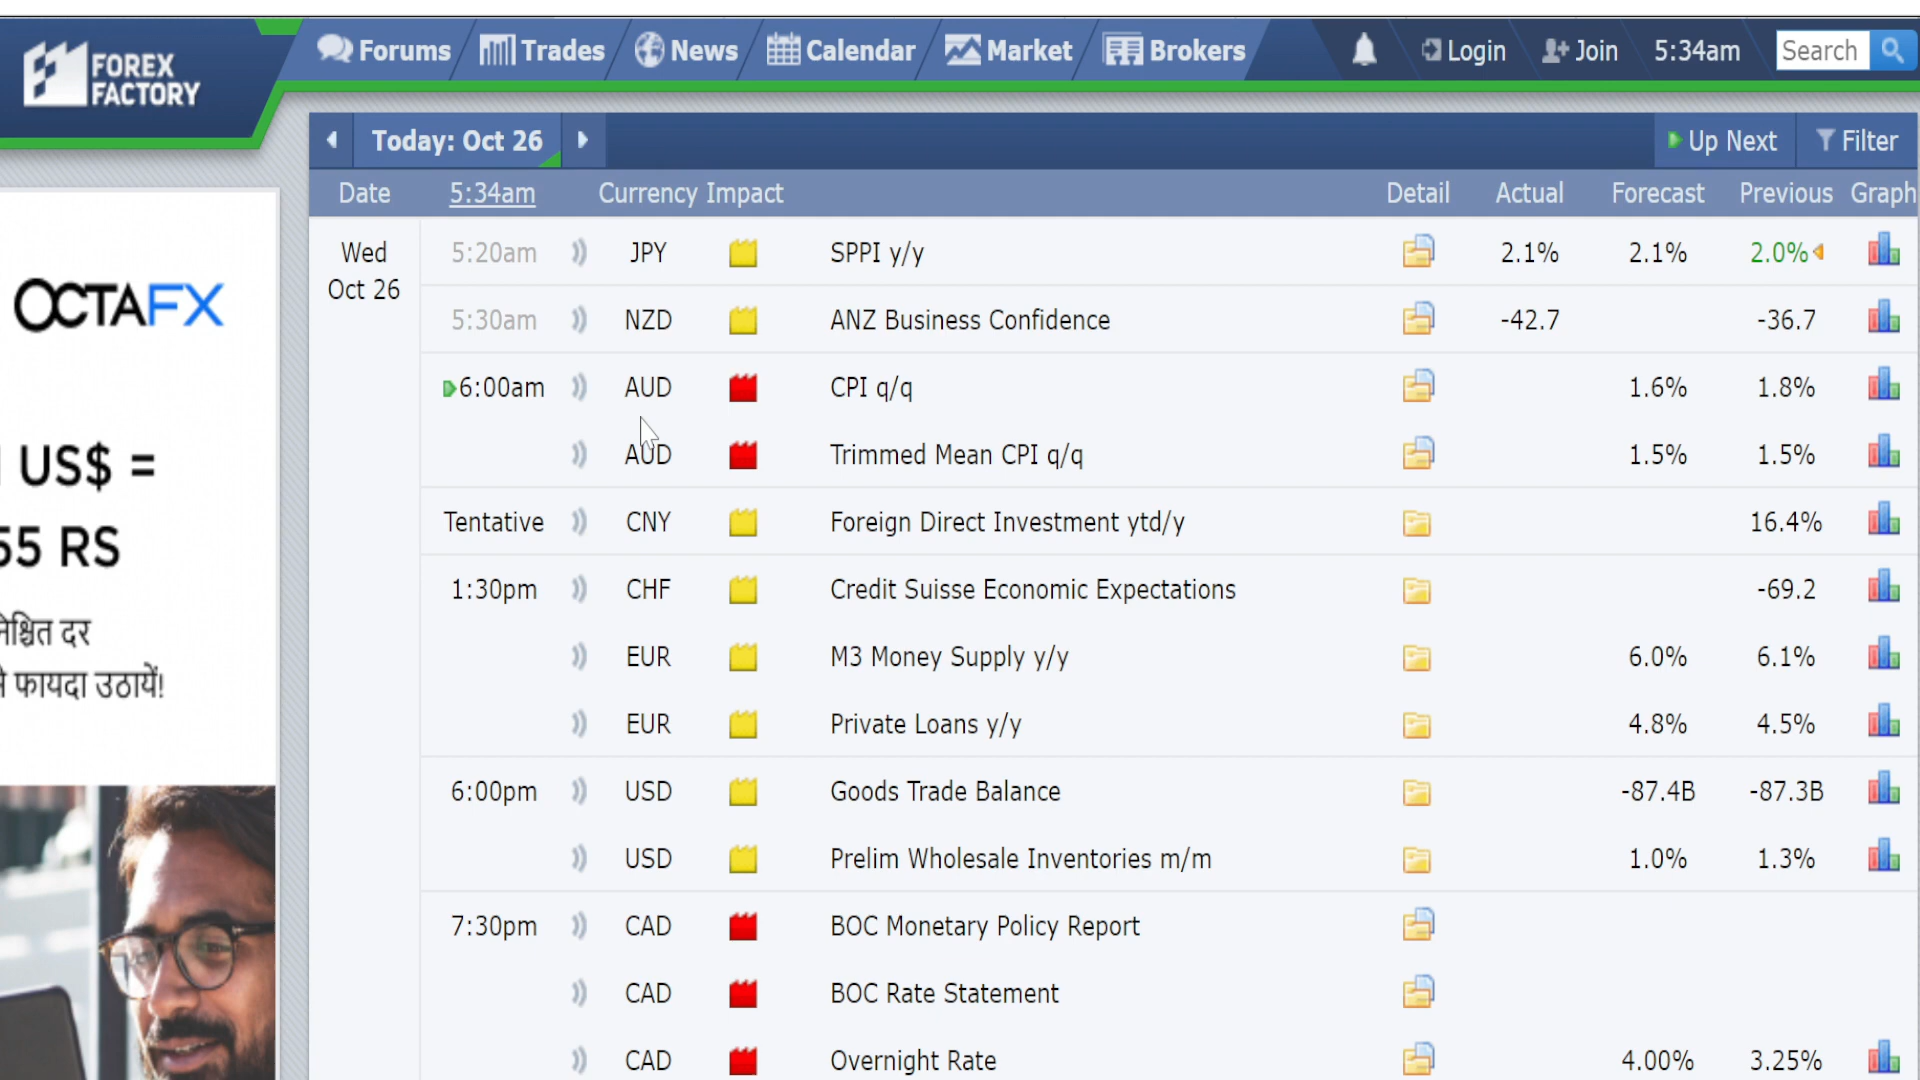 FOREX
FACTORY
Forums Trades News Calendar Market Brokers Login Join 5:34am Search
Today: Oct 26 Up Next Filter
Date 5:34am Currency Impact Detail Actual Forecast Previous Graph
Wed
Oct 26
5:20am JPY SPPI y/y 2.1% 2.1% 2.0%
5:30am NZD ANZ Business Confidence -42.7 -36.7
6:00am AUD CPI q/q 1.6% 1.8%
AUD Trimmed Mean CPI q/q 1.5% 1.5%
Tentative CNY Foreign Direct Investment ytd/y 16.4%
1:30pm CHF Credit Suisse Economic Expectations -69.2
EUR M3 Money Supply y/y 6.0% 6.1%
EUR Private Loans y/y 4.8% 4.5%
6:00pm USD Goods Trade Balance -87.4B -87.3B
USD Prelim Wholesale Inventories m/m 1.0% 1.3%
7:30pm CAD BOC Monetary Policy Report
CAD BOC Rate Statement
CAD Overnight Rate 4.00% 3.25%
OCTAFX
US$ =
55 RS
दर
फायदा उठायें!